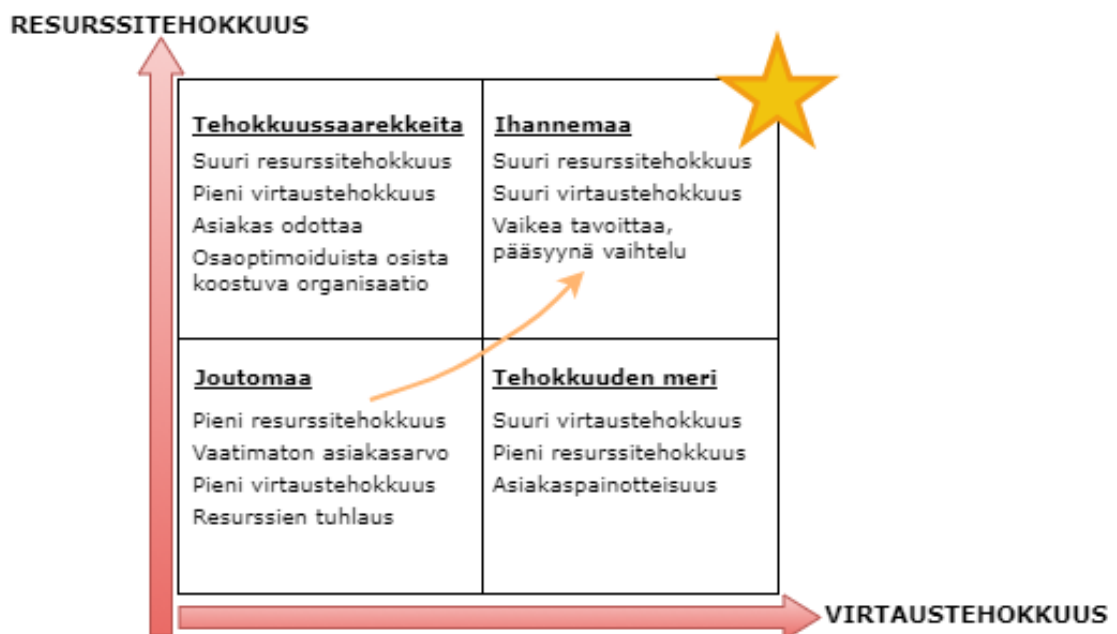 RESURSSITEHOKKUUS
Tehokkuussaarekkeita
Suuri resurssitehokkuus
Pieni virtaustehokkuus
Asiakas odottaa
Osaoptimoiduista osista
koostuva organisaatio
Ihannemaa
Suuri resurssitehokkuus
Suuri virtaustehokkuus
Vaikea tavoittaa,
pääsyynä vaihtelu
Joutomaa
Pieni resurssitehokkuus
Vaatimaton asiakasarvo
Pieni virtaustehokkuus
Resurssien tuhlaus
Tehokkuuden meri
Suuri virtaustehokkuus
Pieni resurssitehokkuus
Asiakaspainotteisuus
VIRTAUSTEHOKKUUS